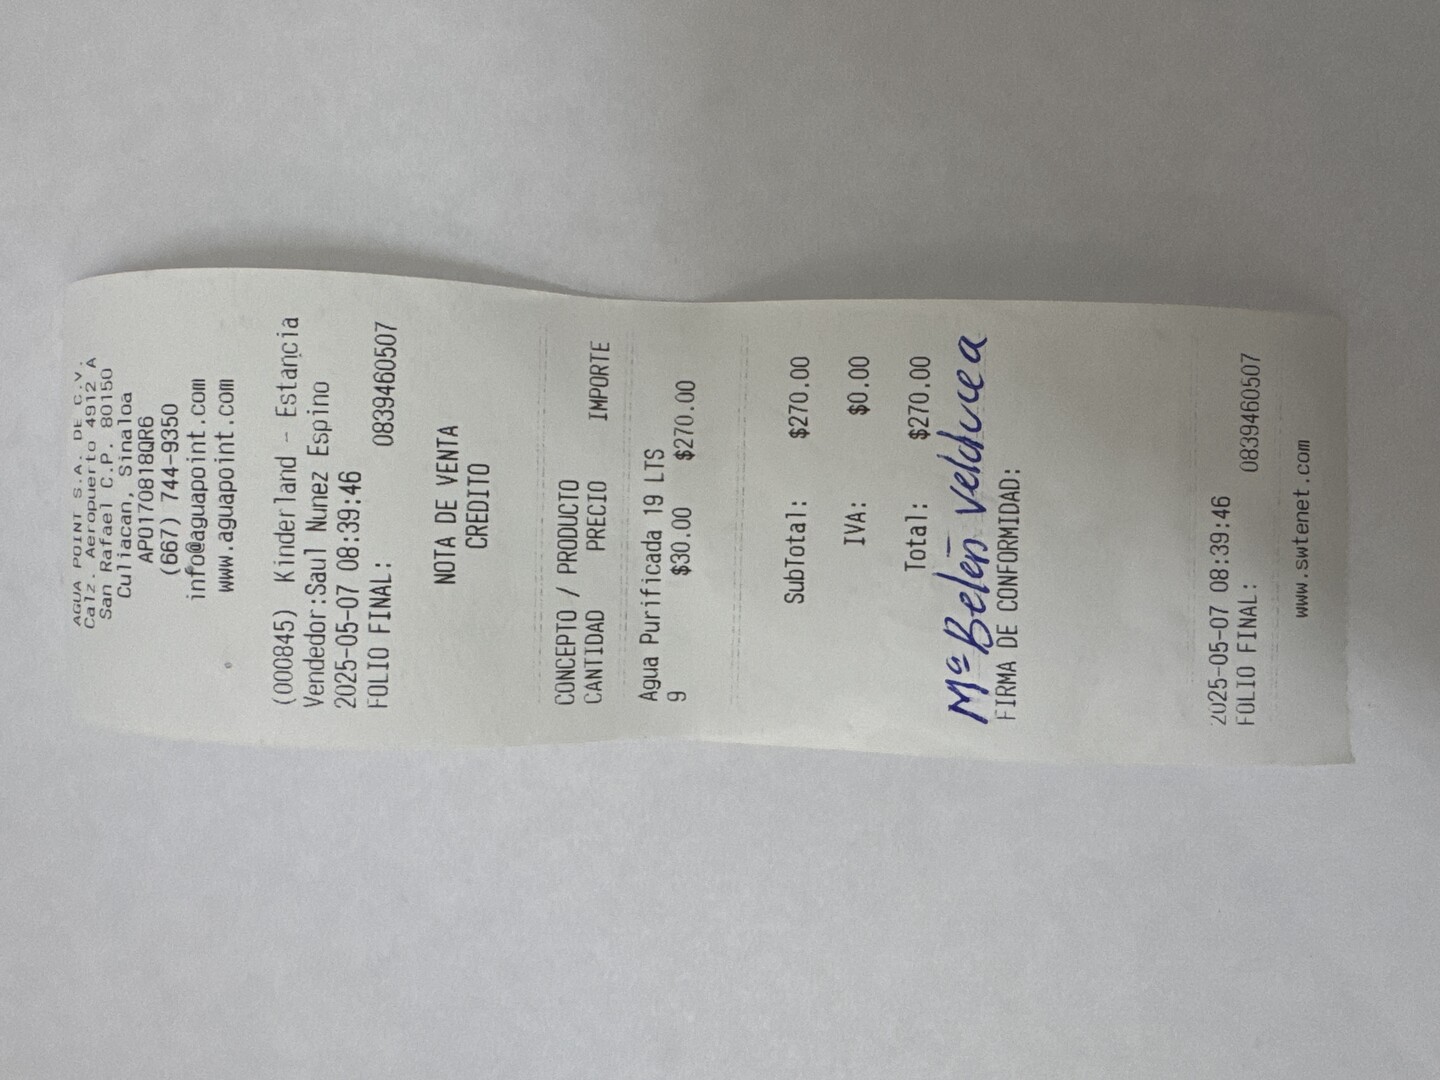 AGUA POINT S.A. DE C.V.
Calz. Aeropuerto 4912 A
San Rafael C.P. 80150
Culiacan, Sinaloa
APO170818QR6
(667) 744-9350
info@aguapoint.com
www.aguapoint.com
(000845) Kinderland - Estancia
Vendedor:Saul Nunez Espino
2025-05-07 08:39:46
FOLIO FINAL: 0839460507
NOTA DE VENTA
CREDITO
CONCEPTO / PRODUCTO
CANTIDAD PRECIO IMPORTE
Agua Purificada 19 LTS
9 $30.00 $270.00
SubTotal: $270.00
IVA: $0.00
Total: $270.00
Mª Belen
FIRMA DE CONFORMIDAD:
2025-05-07 08:39:46
FOLIO FINAL: 0839460507
www.swtenet.com